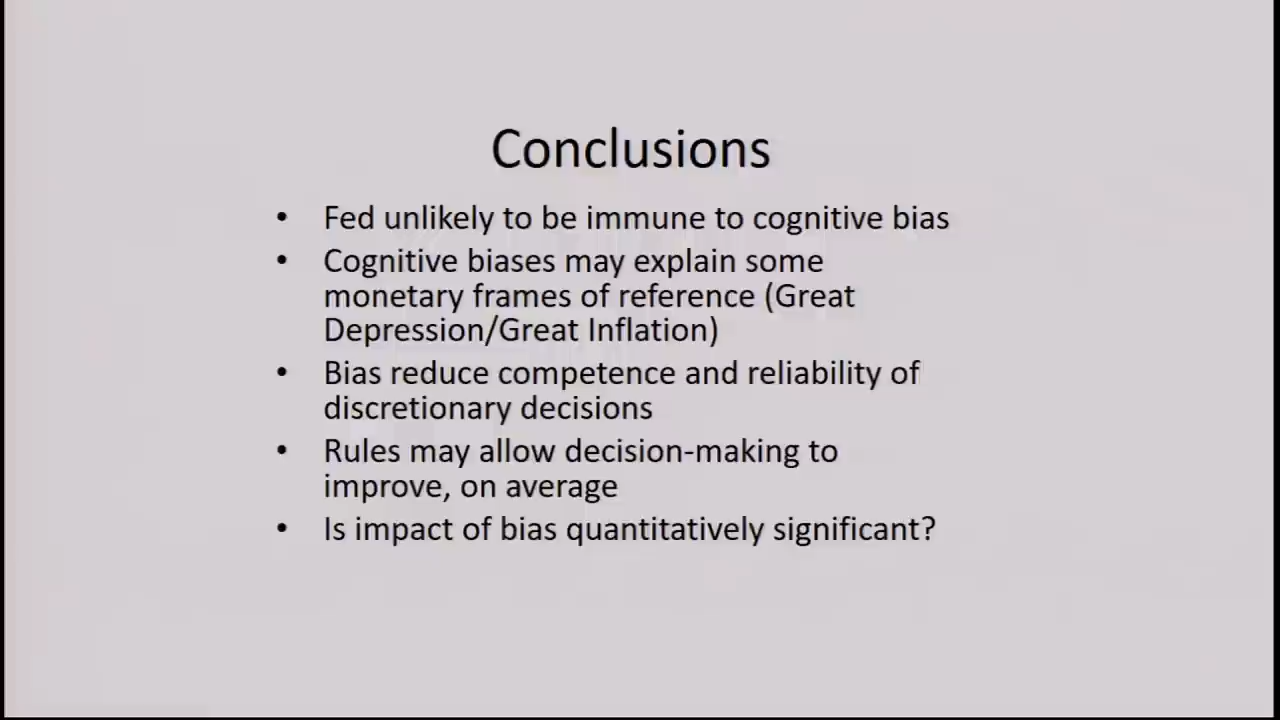 Conclusions
• Fed unlikely to be immune to cognitive bias
• Cognitive biases may explain some
monetary frames of reference (Great
Depression/Great Inflation)
• Bias reduce competence and reliability of
discretionary decisions
• Rules may allow decision-making to
improve, on average
• Is impact of bias quantitatively significant?